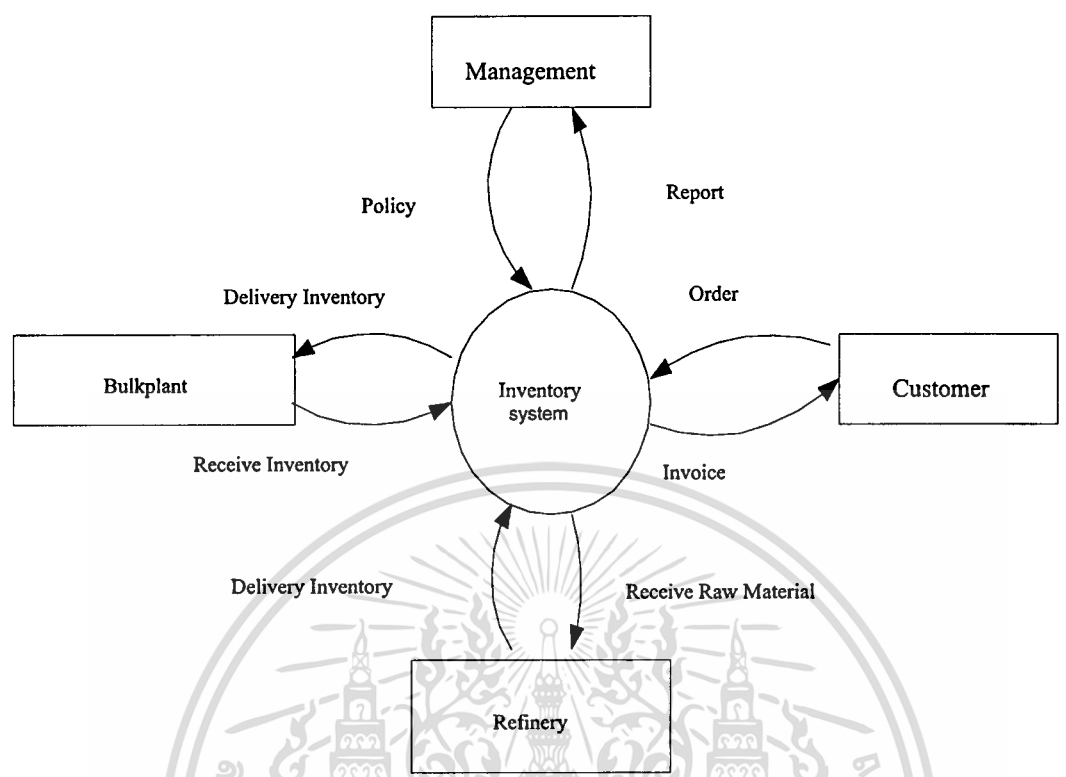 Management
Policy
Report
Delivery Inventory
Order
Bulkplant
Inventory
system
Customer
Receive Inventory
Invoice
Delivery Inventory
Receive Raw Material
Refinery